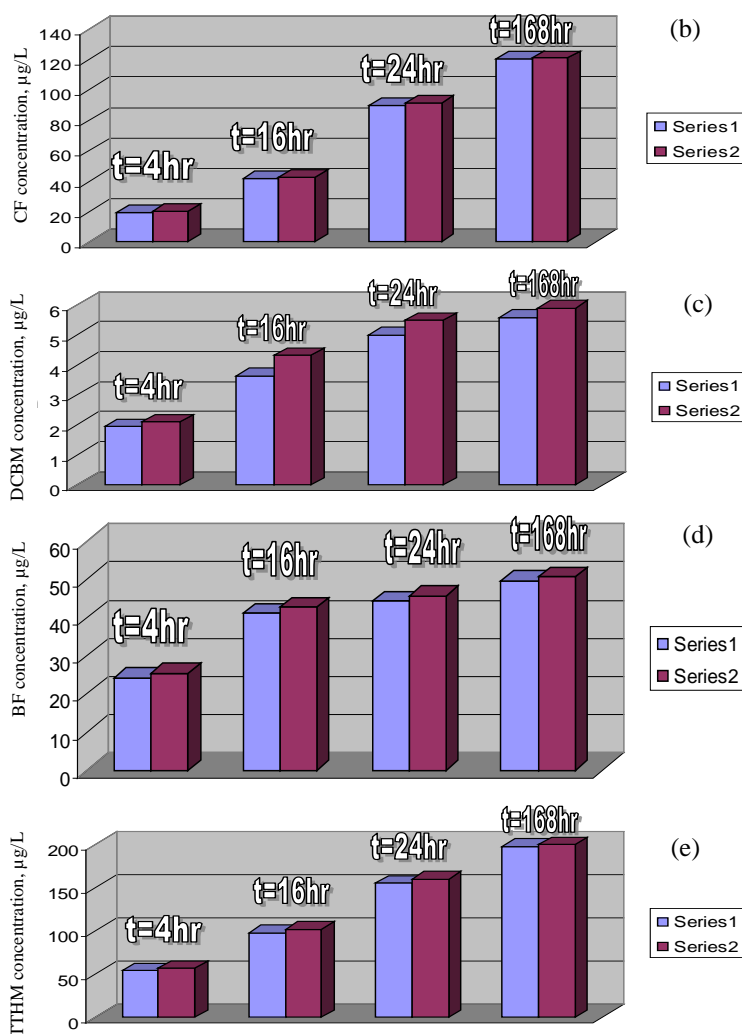 (b)
CF concentration, µg/L
140
120
100
80
60
40
20
0
t=4hr
t=16hr
t=24hr
t=168hr
Series1
Series2
(c)
DCBM concentration, µg/L
6
5
4
3
2
1
0
t=4hr
t=16hr
t=24hr
t=168hr
Series1
Series2
(d)
BF concentration, µg/L
60
50
40
30
20
10
0
t=4hr
t=16hr
t=24hr
t=168hr
Series1
Series2
(e)
TTHM concentration, µg/L
200
150
100
50
0
t=4hr
t=16hr
t=24hr
t=168hr
Series1
Series2